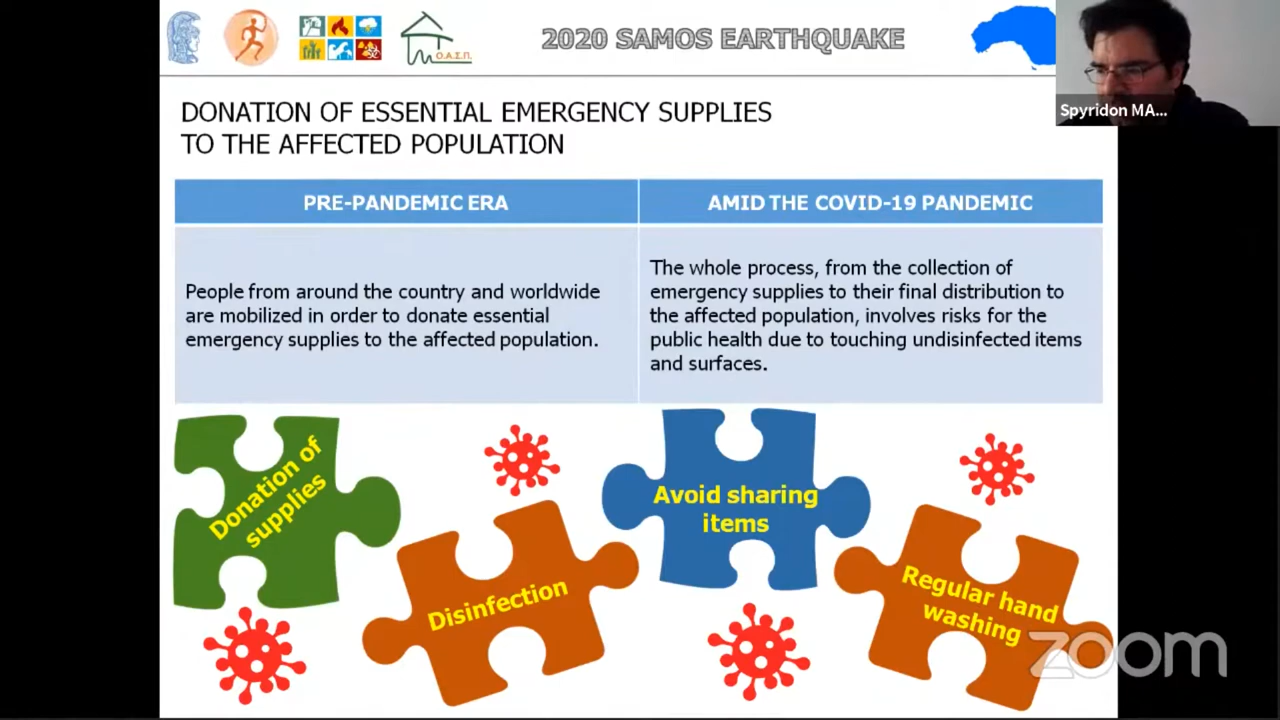 Ο.Α.Σ.Π.
2020 SAMOS EARTHQUAKE
Spyridon MA...
DONATION OF ESSENTIAL EMERGENCY SUPPLIES
TO THE AFFECTED POPULATION
PRE-PANDEMIC ERA
AMID THE COVID-19 PANDEMIC
People from around the country and worldwide
are mobilized in order to donate essential
emergency supplies to the affected population.
The whole process, from the collection of
emergency supplies to their final distribution to
the affected population, involves risks for the
public health due to touching undisinfected items
and surfaces.
Donation of
supplies
Disinfection
Avoid sharing
items
Regular hand
washing
zoom